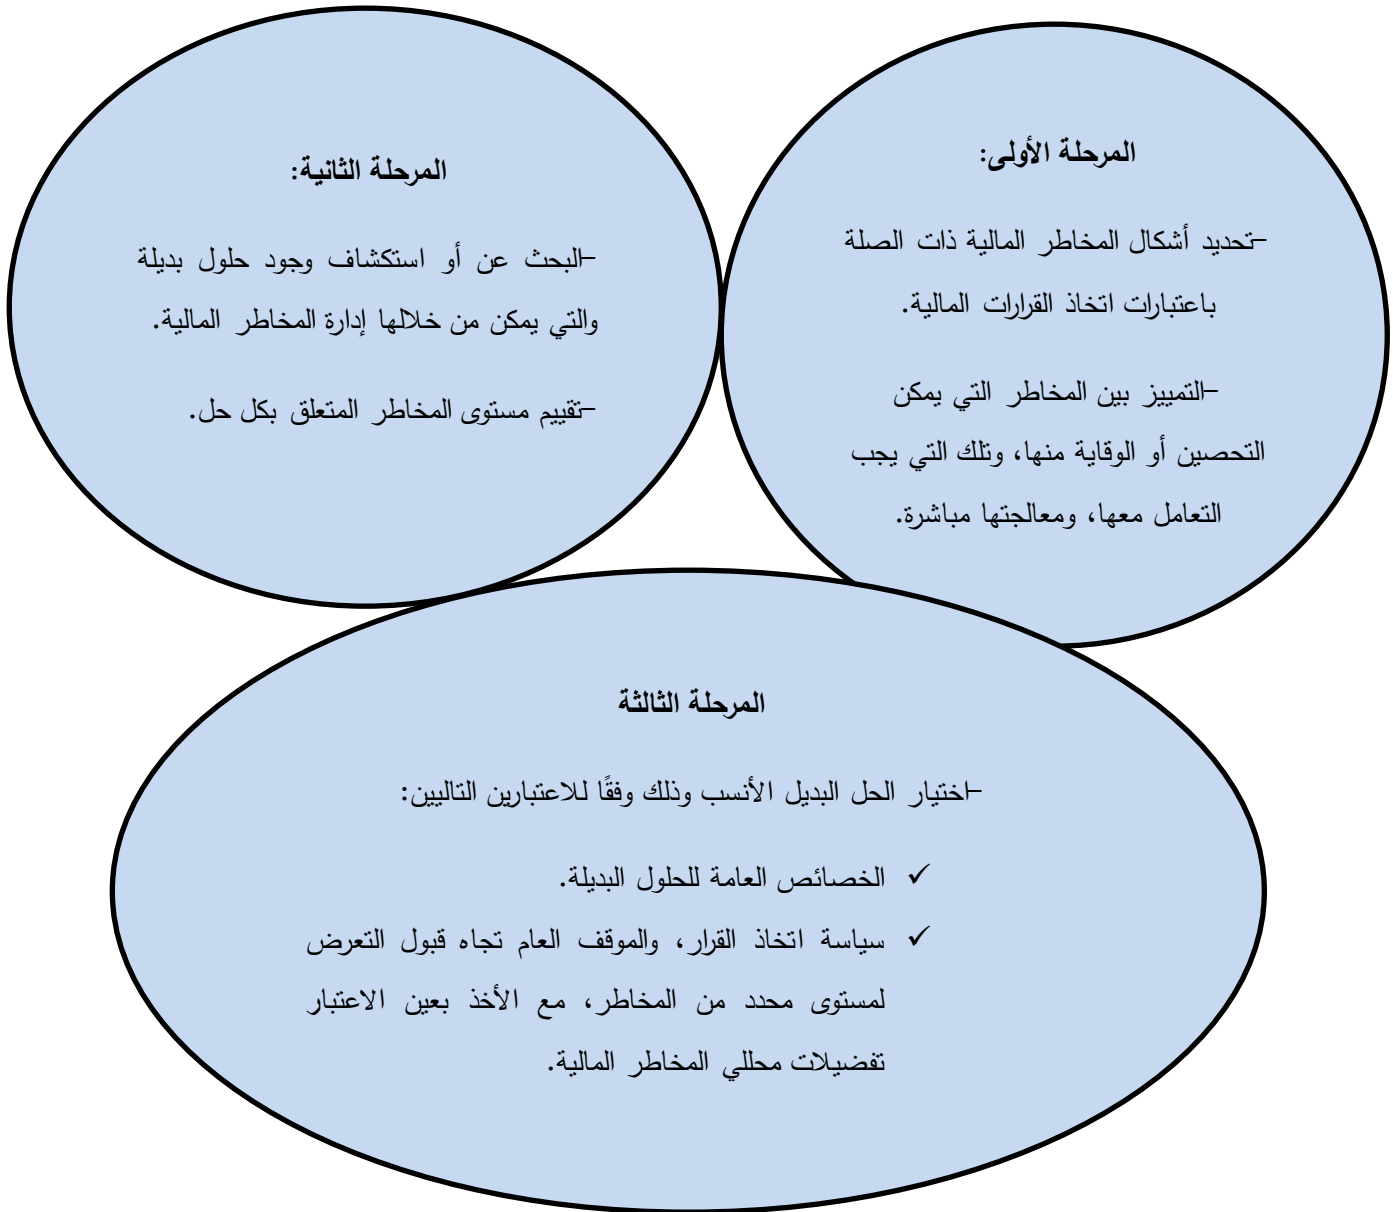 المرحلة الأولى:
-تحديد أشكال المخاطر المالية ذات الصلة
باعتبارات اتخاذ القرارات المالية.
-التمييز بين المخاطر التي يمكن
التحصين أو الوقاية منها، وتلك التي يجب
التعامل معها، ومعالجتها مباشرة.
المرحلة الثانية:
-البحث عن أو استكشاف وجود حلول بديلة
والتي يمكن من خلالها إدارة المخاطر المالية.
-تقييم مستوى المخاطر المتعلق بكل حل.
المرحلة الثالثة
-اختيار الحل البديل الأنسب وذلك وفقًا للاعتبارين التاليين:
✓ الخصائص العامة للحلول البديلة.
✓ سياسة اتخاذ القرار، والموقف العام تجاه قبول التعرض
لمستوى محدد من المخاطر، مع الأخذ بعين الاعتبار
تفضيلات محللي المخاطر المالية.